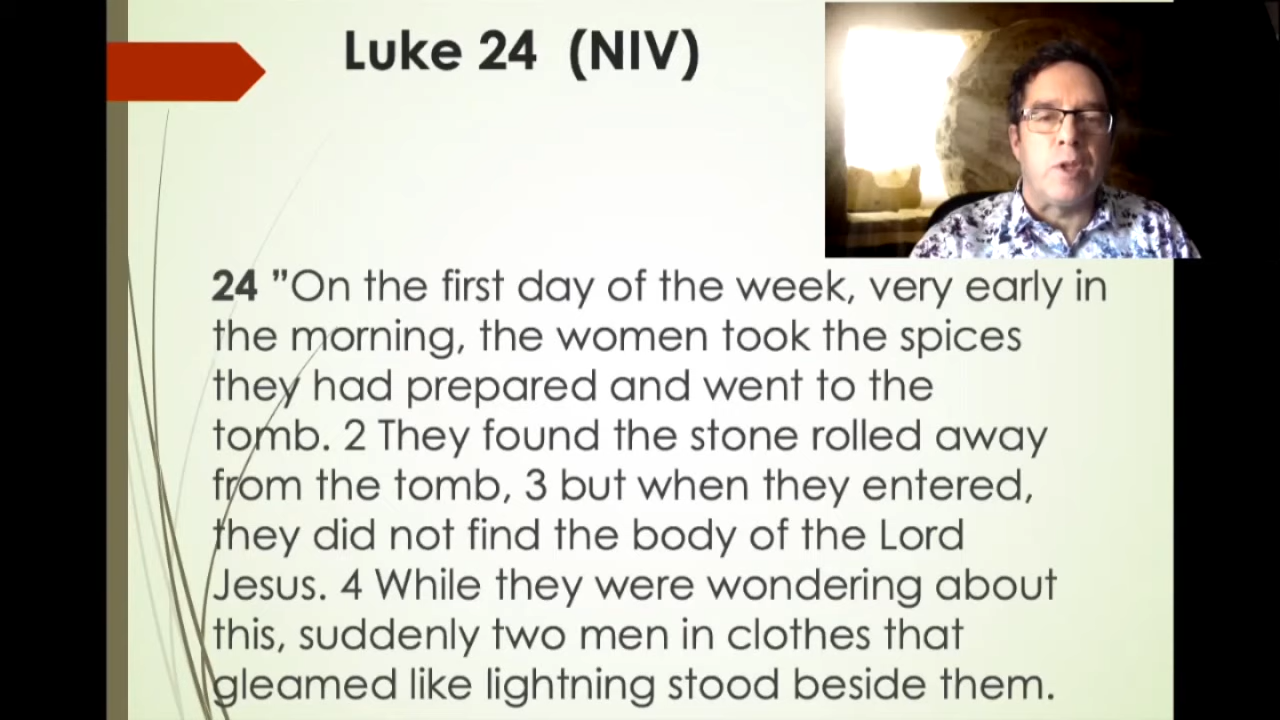 Luke 24 (NIV)
24 ”On the first day of the week, very early in
the morning, the women took the spices
they had prepared and went to the
tomb. 2 They found the stone rolled away
from the tomb, 3 but when they entered,
they did not find the body of the Lord
Jesus. 4 While they were wondering about
this, suddenly two men in clothes that
gleamed like lightning stood beside them.